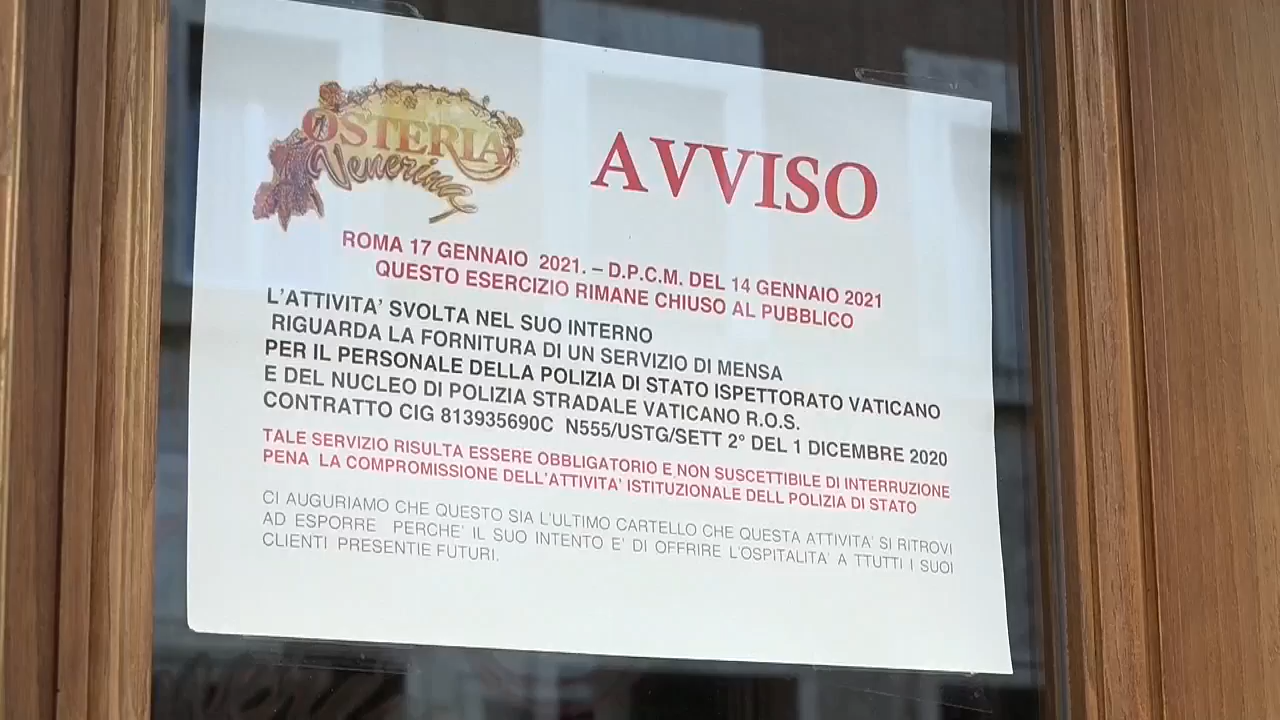 OSTERIA
Venerina
AVVISO
ROMA 17 GENNAIO 2021. – D.P.C.M. DEL 14 GENNAIO 2021
QUESTO ESERCIZIO RIMANE CHIUSO AL PUBBLICO
L'ATTIVITA' SVOLTA NEL SUO INTERNO
RIGUARDA LA FORNITURA DI UN SERVIZIO DI MENSA
PER IL PERSONALE DELLA POLIZIA DI STATO ISPETTORATO VATICANO
E DEL NUCLEO DI POLIZIA STRADALE VATICANO R.O.S.
CONTRATTO CIG 813935690C N555/USTG/SETT 2° DEL 1 DICEMBRE 2020
TALE SERVIZIO RISULTA ESSERE OBBLIGATORIO E NON SUSCETTIBILE DI INTERRUZIONE
PENA LA COMPROMISSIONE DELL'ATTIVITA' ISTITUZIONALE DELL POLIZIA DI STATO
CI AUGURIAMO CHE QUESTO SIA L'ULTIMO CARTELLO CHE QUESTA ATTIVITA' SI RITROVI
AD ESPORRE PERCHE' IL SUO INTENTO E' DI OFFRIRE L'OSPITALITA' A TTUTTI I SUOI
CLIENTI PRESENTIE FUTURI.